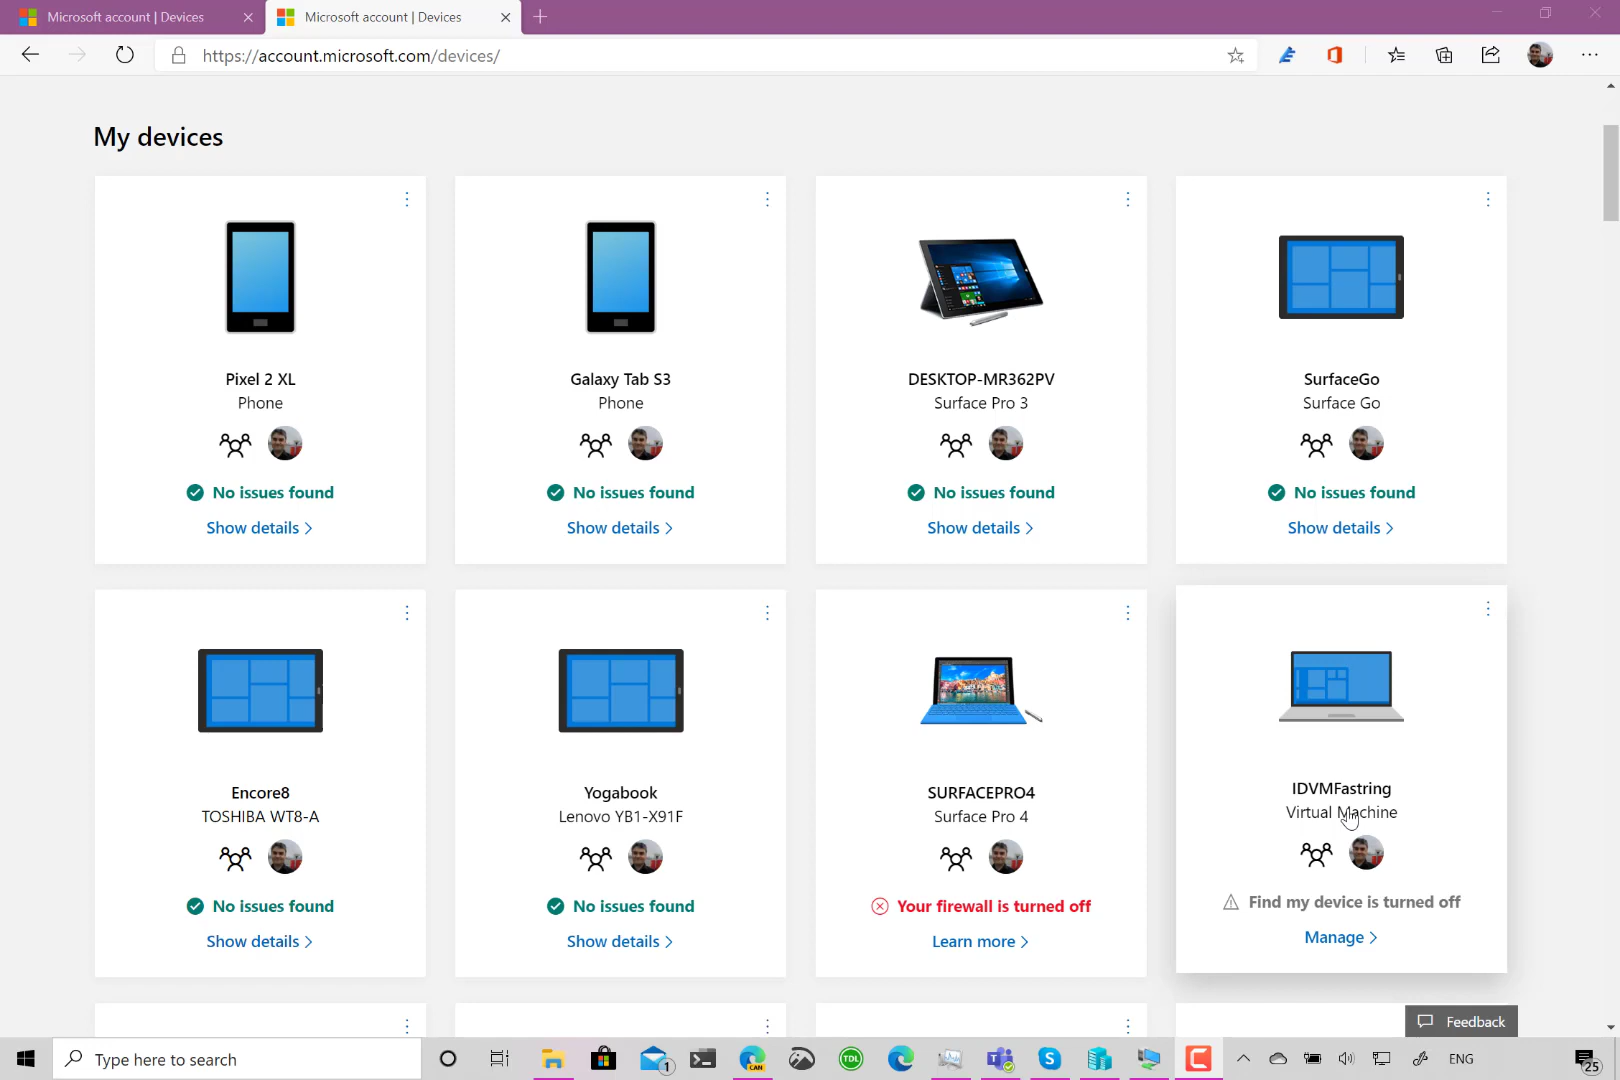 Microsoft account | Devices
Microsoft account | Devices
https://account.microsoft.com/devices/
My devices
Pixel 2 XL
Phone
No issues found
Show details
Galaxy Tab S3
Phone
No issues found
Show details
DESKTOP-MR362PV
Surface Pro 3
No issues found
Show details
SurfaceGo
Surface Go
No issues found
Show details
Encore8
TOSHIBA WT8-A
No issues found
Show details
Yogabook
Lenovo YB1-X91F
No issues found
Show details
SURFACEPRO4
Surface Pro 4
Your firewall is turned off
Learn more
IDVMFastring
Virtual Machine
Find my device is turned off
Manage
Feedback
Type here to search
1
CAN
TDL
ENG
25